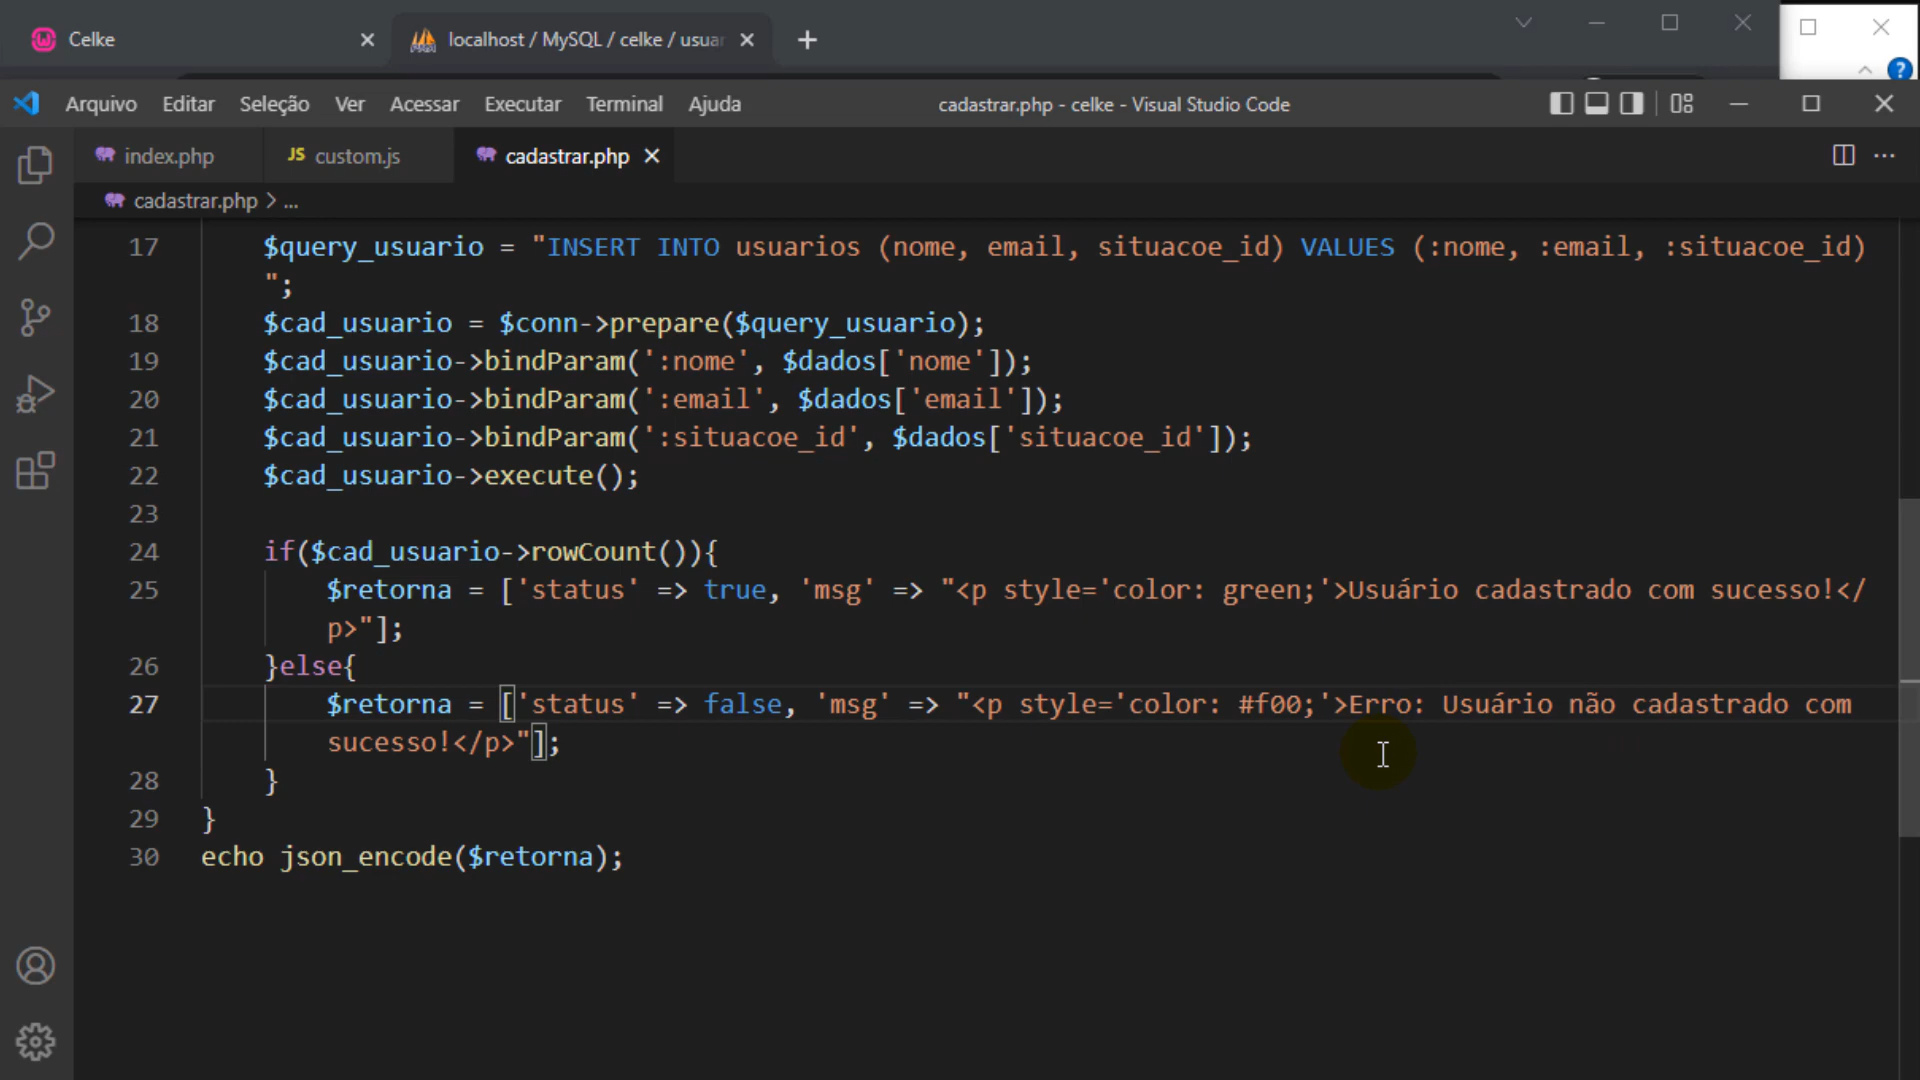 Celke
localhost / MySQL / celke / usuar
Arquivo Editar Seleção Ver Acessar Executar Terminal Ajuda
cadastrar.php - celke - Visual Studio Code
index.php
JS custom.js
cadastrar.php
cadastrar.php > ...
17 $query_usuario = "INSERT INTO usuarios (nome, email, situacoe_id) VALUES (:nome, :email, :situacoe_id)
";
18 $cad_usuario = $conn->prepare($query_usuario);
19 $cad_usuario->bindParam(':nome', $dados['nome']);
20 $cad_usuario->bindParam(':email', $dados['email']);
21 $cad_usuario->bindParam(':situacoe_id', $dados['situacoe_id']);
22 $cad_usuario->execute();
23
24 if($cad_usuario->rowCount()){
25 $retorna = ['status' => true, 'msg' => "<p style='color: green;'>Usuário cadastrado com sucesso!</
p>"];
26 }else{
27 $retorna = ['status' => false, 'msg' => "<p style='color: #f00;'>Erro: Usuário não cadastrado com
sucesso!</p>"];
28 }
29 }
30 echo json_encode($retorna);